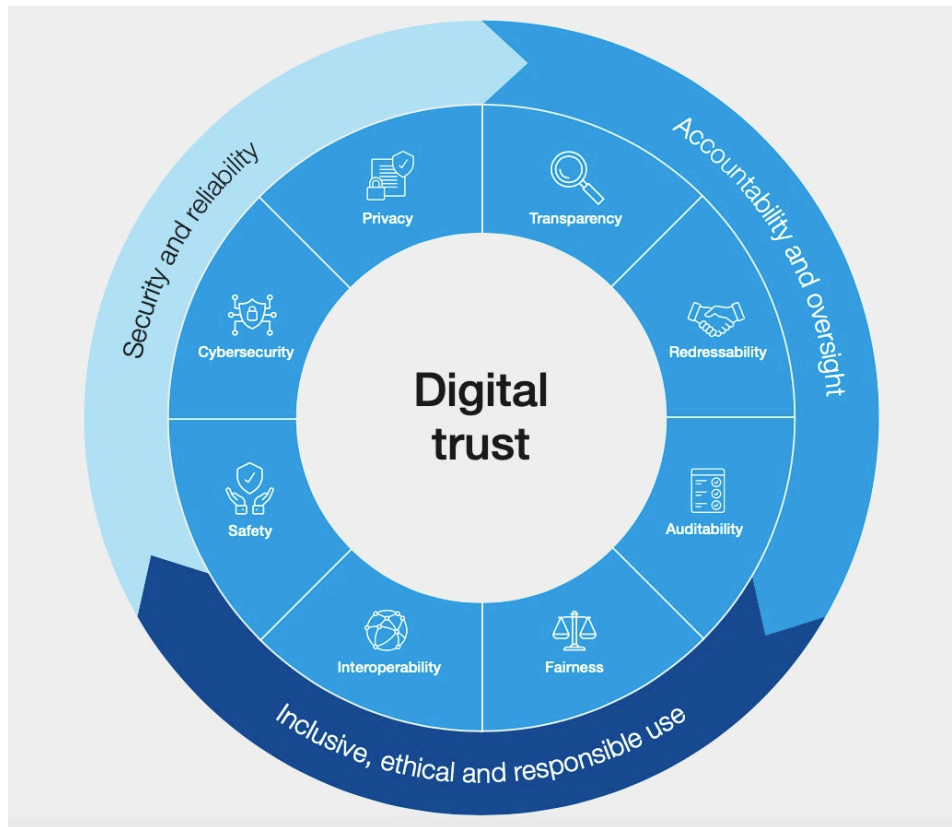 Digital
trust
Security and reliability
Accountability and oversight
Inclusive, ethical and responsible use
Privacy
Transparency
Cybersecurity
Redressability
Safety
Auditability
Interoperability
Fairness